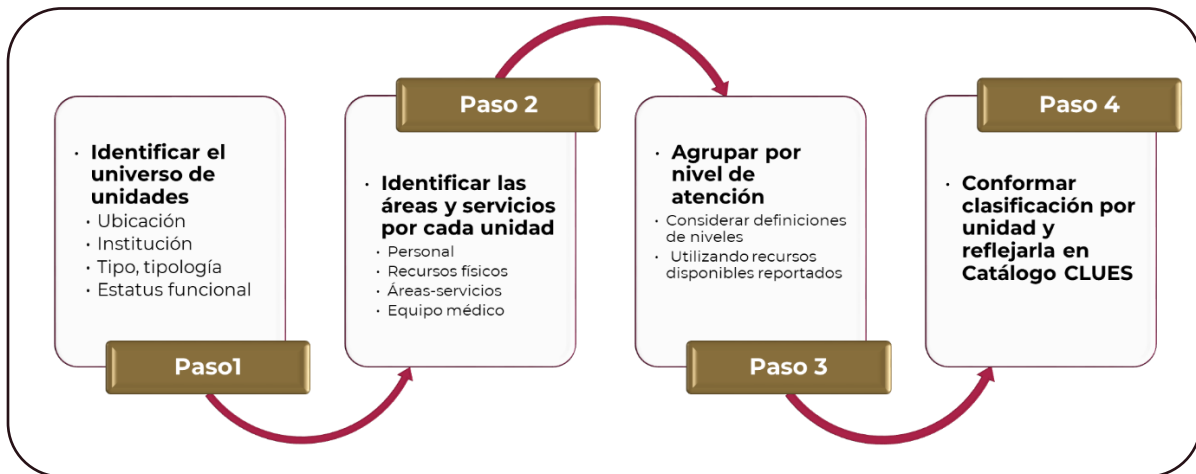 Paso1
· Identificar el
universo de
unidades
· Ubicación
· Institución
· Tipo, tipología
· Estatus funcional
Paso 2
· Identificar las
áreas y servicios
por cada unidad
· Personal
· Recursos físicos
· Áreas-servicios
· Equipo médico
Paso 3
· Agrupar por
nivel de
atención
· Considerar definiciones
de niveles
· Utilizando recursos
disponibles reportados
Paso 4
· Conformar
clasificación por
unidad y
reflejarla en
Catálogo CLUES